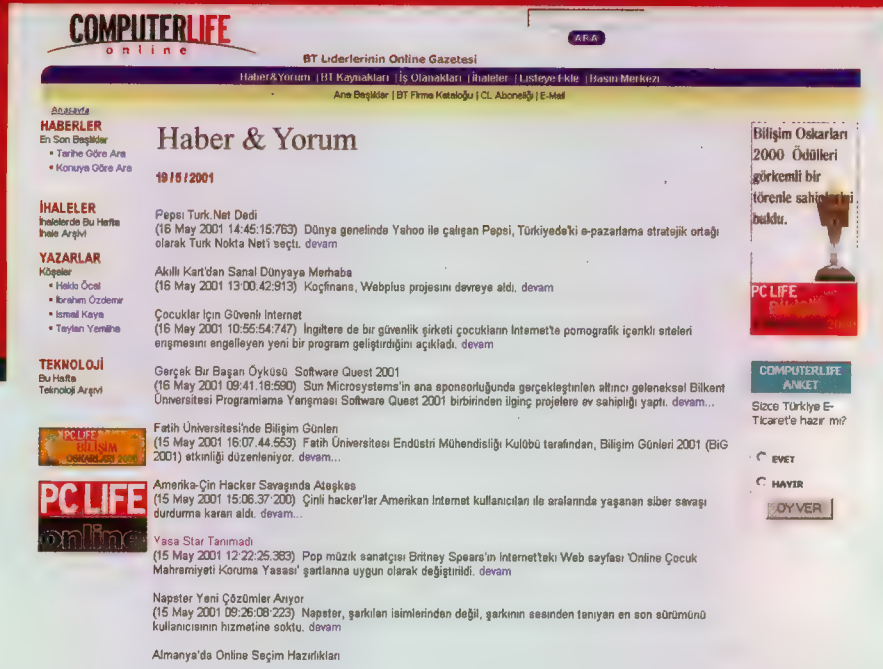 COMPUTERLIFE
online
ARA
BT Liderlerinin Online Gazetesi
Haber&Yorum | BT Kaynakları | İş Olanakları | İhaleler | Listeye Ekle | Basın Merkezi
Ana Başlıklar | BT Firma Kataloğu | CL Aboneliği | E-Mail
Anasayfa
HABERLER
En Son Başlıklar
• Tarihe Göre Ara
• Konuya Göre Ara
İHALELER
İhalelerde Bu Hafta
İhale Arşivi
YAZARLAR
Köşeler
• Hakkı Öcal
• İbrahim Özdemir
• İsmail Kaya
• Taylan Yemliha
TEKNOLOJİ
Bu Hafta
Teknoloji Arşivi
PC LIFE
BİLİŞİM
OSKARLARI 2000
PC LIFE
online
Haber & Yorum
19/5/2001
Pepsi Turk.Net Dedi
(16 May 2001 14:45:15:763) Dünya genelinde Yahoo ile çalışan Pepsi, Türkiyede'ki e-pazarlama stratejik ortağı
olarak Turk Nokta Net'i seçti. devam
Akıllı Kart'dan Sanal Dünyaya Merhaba
(16 May 2001 13:00.42:913) Koçfinans, Webplus projesini devreye aldı. devam
Çocuklar İçin Güvenli Internet
(16 May 2001 10:55:54:747) İngiltere de bir güvenlik şirketi çocukların Internet'te pornografik içerikli siteleri
erişmesini engelleyen yeni bir program geliştirdiğini açıkladı. devam
Gerçek Bir Başarı Öyküsü Software Quest 2001
(16 May 2001 09:41.16:590) Sun Microsystems'in ana sponsorluğunda gerçekleştirilen altıncı geleneksel Bilkent
Üniversitesi Programlama Yarışması Software Quest 2001 birbirinden ilginç projelere ev sahipliği yaptı. devam...
Fatih Üniversitesi'nde Bilişim Günleri
(15 May 2001 16:07.44.553) Fatih Üniversitesi Endüstri Mühendisliği Kulübü tarafından, Bilişim Günleri 2001 (BiG
2001) etkinliği düzenleniyor. devam...
Amerika-Çin Hacker Savaşında Ateşkes
(15 May 2001 15:06.37:200) Çinli hacker'lar Amerikan İnternet kullanıcıları ile aralarında yaşanan siber savaşı
durdurma kararı aldı. devam...
Yasa Star Tanımadı
(15 May 2001 12:22:25.383) Pop müzik sanatçısı Britney Spears'ın Internet'teki Web sayfası 'Online Çocuk
Mahremiyeti Koruma Yasası' şartlarına uygun olarak değiştirildi. devam
Napster Yeni Çözümler Arıyor
(15 May 2001 09:26:08:223) Napster, şarkıları isimlerinden değil, şarkının sesinden tanıyan en son sürümünü
kullanıcısının hizmetine soktu. devam
Almanya'da Online Seçim Hazırlıkları
Bilişim Oskarları
2000 Ödülleri
görkemli bir
törenle sahiplerini
buldu.
PC LIFE
COMPUTERLIFE
ANKET
Sizce Türkiye E-
Ticaret'e hazır mı?
EVET
HAYIR
OY VER